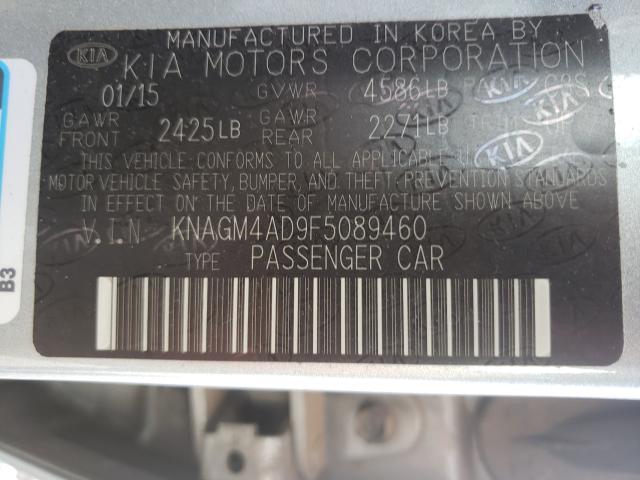 MANUFACTURED IN KOREA BY
KIA KIA MOTORS CORPORATION
01/15 GVWR 4586LB
GAWR FRONT 2425LB GAWR REAR 2271LB
THIS VEHICLE CONFORMS TO ALL APPLICABLE
MOTOR VEHICLE SAFETY, BUMPER, AND THEFT PREVENTION STANDARDS
IN EFFECT ON THE DATE OF MANUFACTURE SHOWN ABOVE
V.I.N. KNAGM4AD9F5089460
TYPE PASSENGER CAR
B3